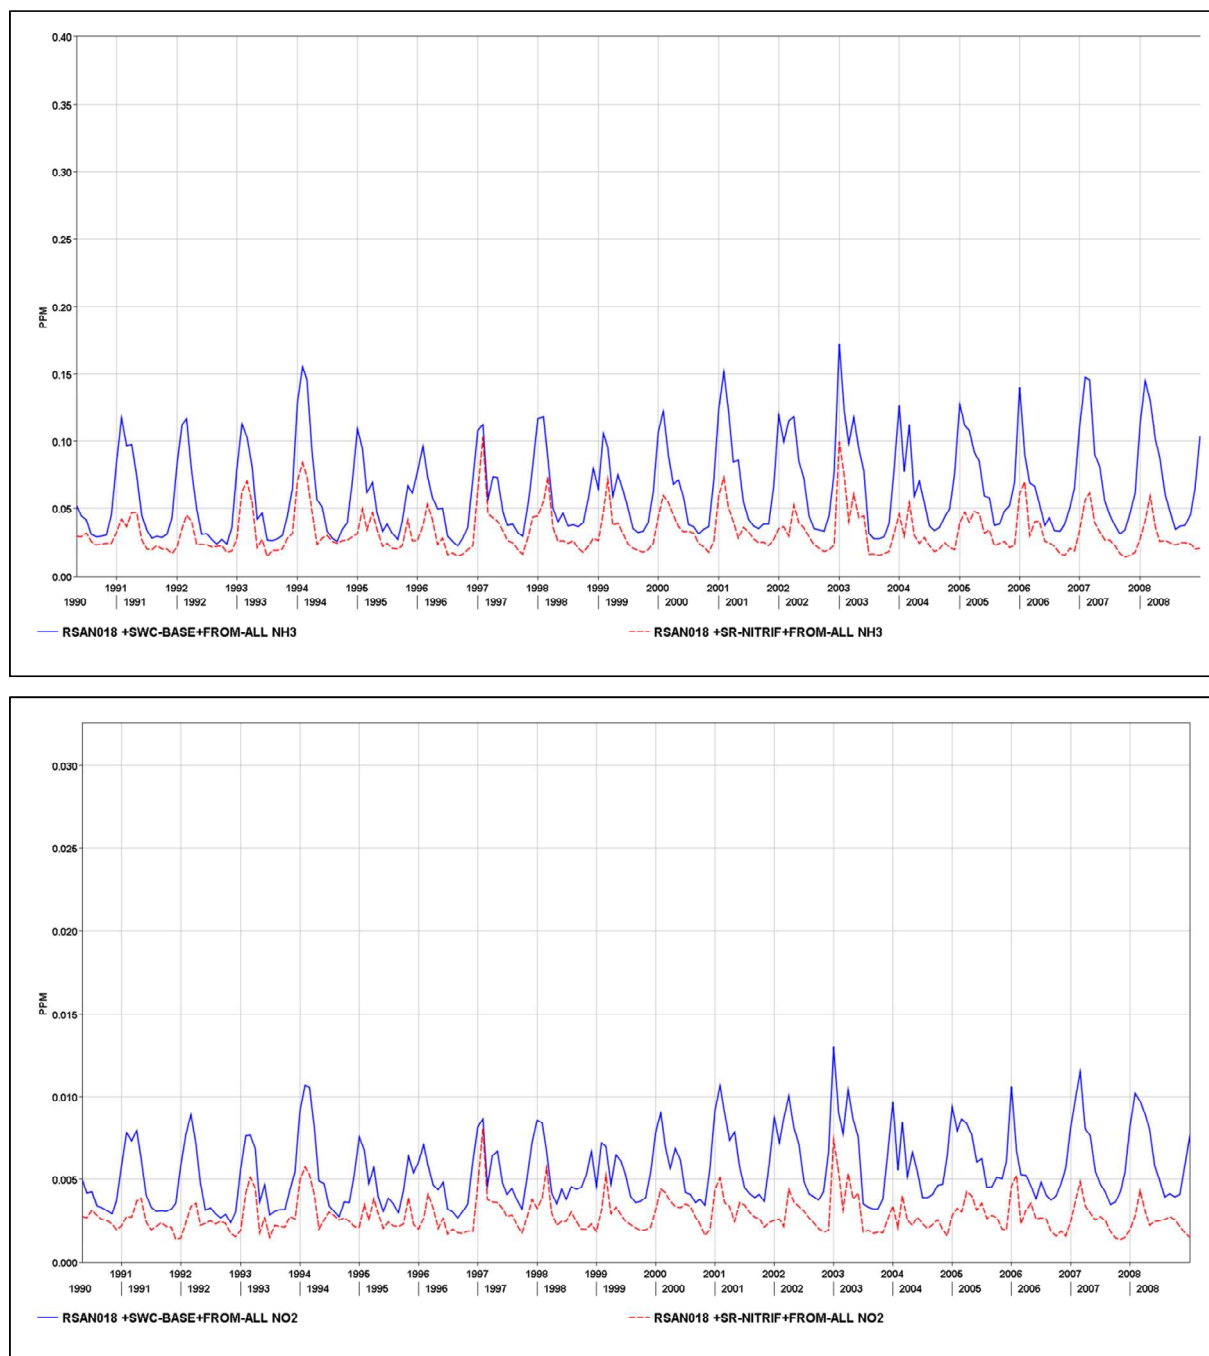 0.40
0.35
0.30
0.25
0.20
PPM
0.15
0.10
0.05
0.00
1991 1992 1993 1994 1995 1996 1997 1998 1999 2000 2001 2002 2003 2004 2005 2006 2007 2008
1990 1991 1992 1993 1994 1995 1996 1997 1998 1999 2000 2001 2002 2003 2004 2005 2006 2007 2008
RSAN018 +SWC-BASE+FROM-ALL NH3 RSAN018 +SR-NITRIF+FROM-ALL NH3
0.030
0.025
0.020
0.015
PPM
0.010
0.005
0.000
1991 1992 1993 1994 1995 1996 1997 1998 1999 2000 2001 2002 2003 2004 2005 2006 2007 2008
1990 1991 1992 1993 1994 1995 1996 1997 1998 1999 2000 2001 2002 2003 2004 2005 2006 2007 2008
RSAN018 +SWC-BASE+FROM-ALL NO2 RSAN018 +SR-NITRIF+FROM-ALL NO2